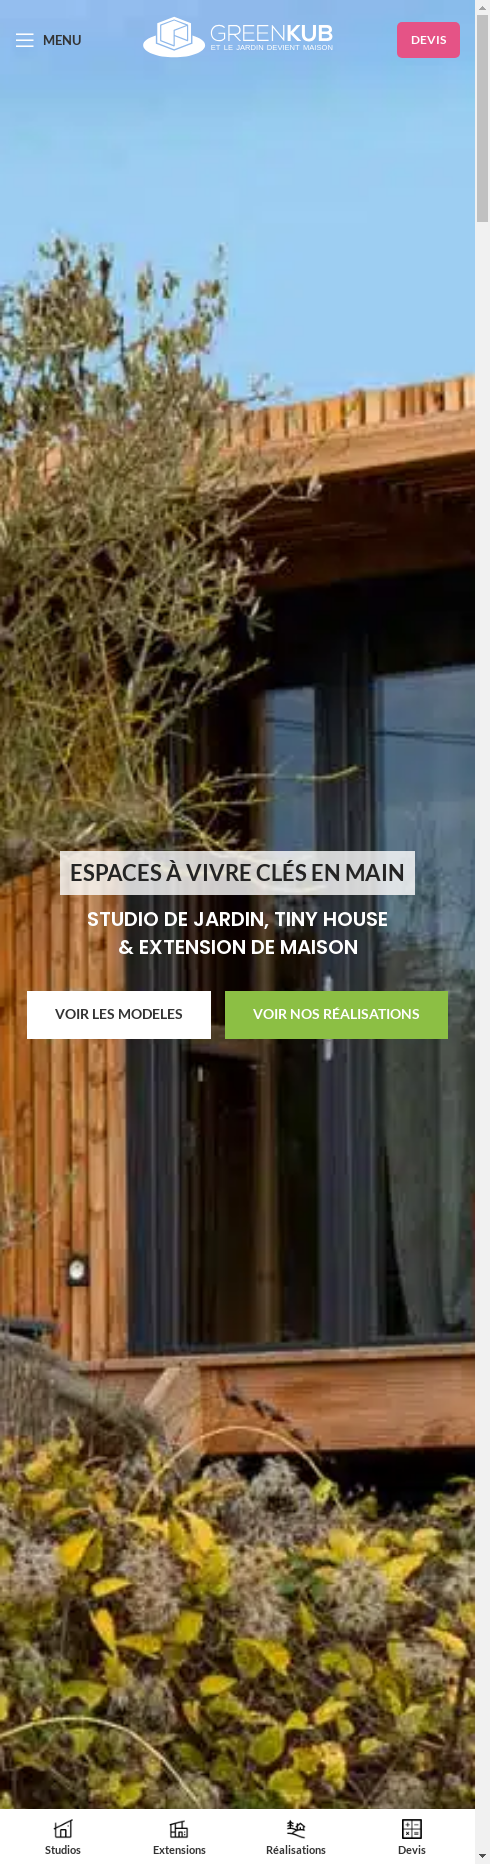 MENU
GREENKUB
ET LE JARDIN DEVIENT MAISON
DEVIS
ESPACES À VIVRE CLÉS EN MAIN
STUDIO DE JARDIN, TINY HOUSE
& EXTENSION DE MAISON
VOIR LES MODELES
VOIR NOS RÉALISATIONS
Studios
Extensions
Réalisations
Devis